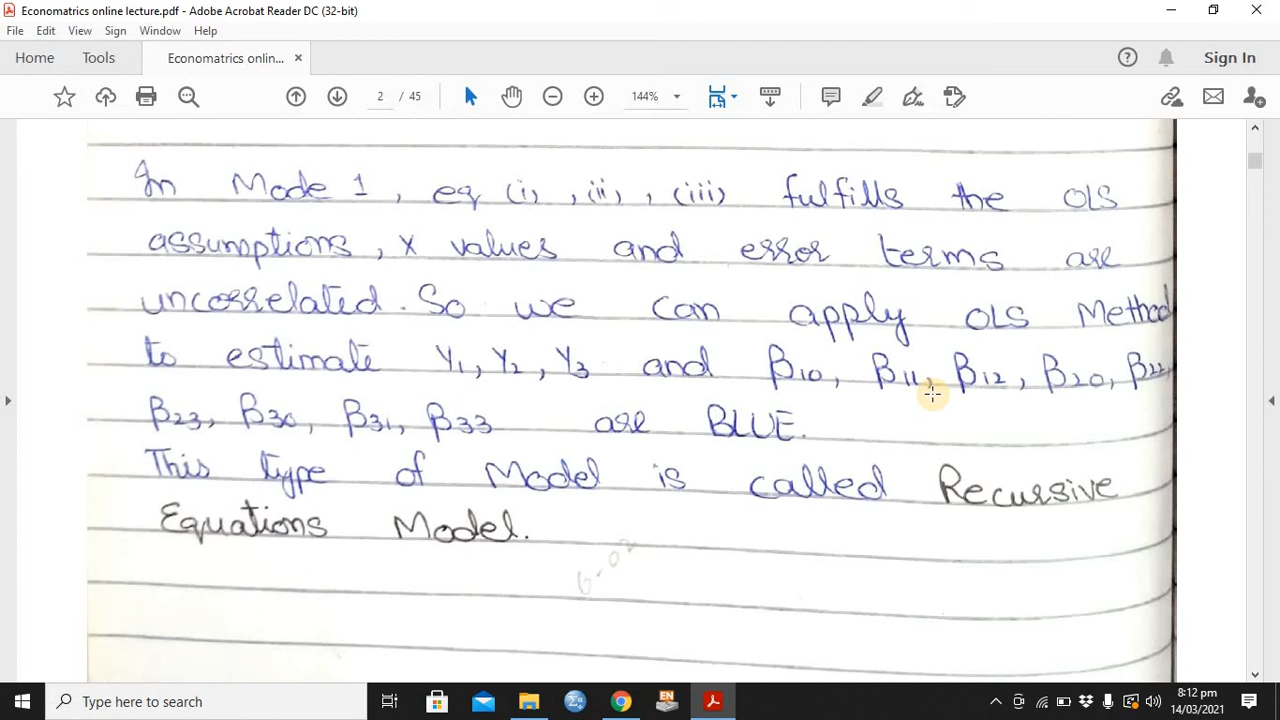 Economatrics online lecture.pdf - Adobe Acrobat Reader DC (32-bit)
File Edit View Sign Window Help
Home Tools Economatrics onlin... × Sign In
2 / 45 144%
In Mode 1, eq (i), ,ii), , (iii) fulfills the OLS
assumptions, x values and error terms are
uncorrelated. So we can apply OLS Method
to estimate Y1, Y2, Y3 and β10, β11, β12, β20, β22,
β23, β30, β31, β33 are BLUE.
This type of Model is called Recursive
Equations Model.
Type here to search
EN
8:12 pm
14/03/2021